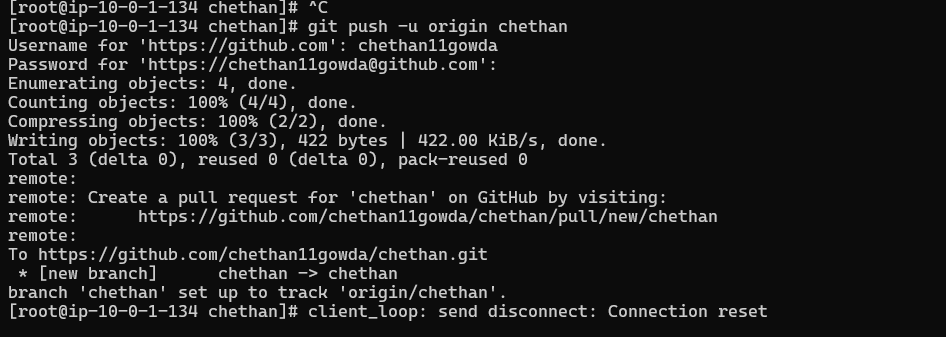 [root@ip-10-0-1-134 chethan]# ^C
[root@ip-10-0-1-134 chethan]# git push -u origin chethan
Username for 'https://github.com': chethan11gowda
Password for 'https://chethan11gowda@github.com':
Enumerating objects: 4, done.
Counting objects: 100% (4/4), done.
Compressing objects: 100% (2/2), done.
Writing objects: 100% (3/3), 422 bytes | 422.00 KiB/s, done.
Total 3 (delta 0), reused 0 (delta 0), pack-reused 0
remote:
remote: Create a pull request for 'chethan' on GitHub by visiting:
remote:      https://github.com/chethan11gowda/chethan/pull/new/chethan
remote:
To https://github.com/chethan11gowda/chethan.git
 * [new branch]      chethan -> chethan
branch 'chethan' set up to track 'origin/chethan'.
[root@ip-10-0-1-134 chethan]# client_loop: send disconnect: Connection reset